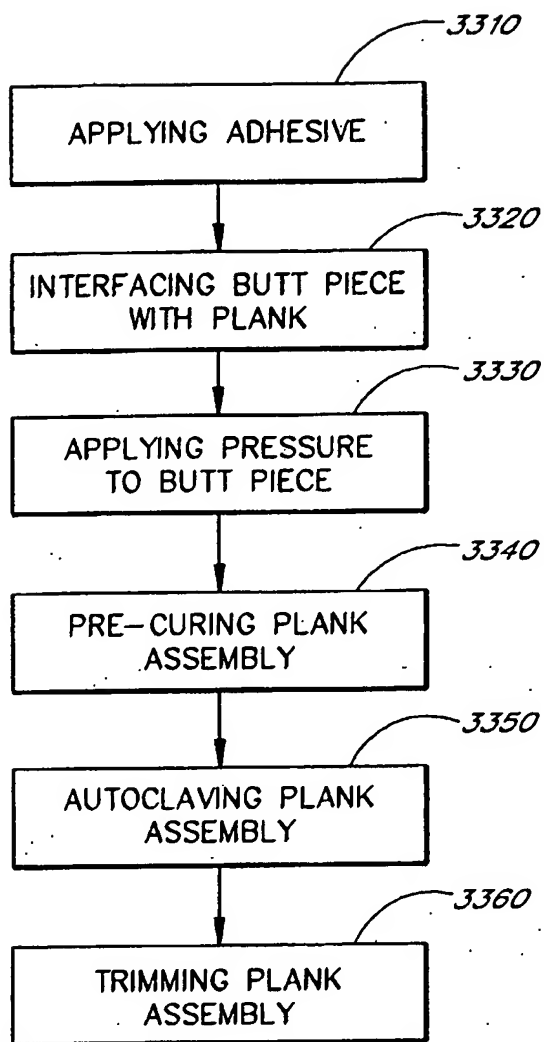 3310
APPLYING ADHESIVE
3320
INTERFACING BUTT PIECE
WITH PLANK
3330
APPLYING PRESSURE
TO BUTT PIECE
3340
PRE-CURING PLANK
ASSEMBLY
3350
AUTOCLAVING PLANK
ASSEMBLY
3360
TRIMMING PLANK
ASSEMBLY